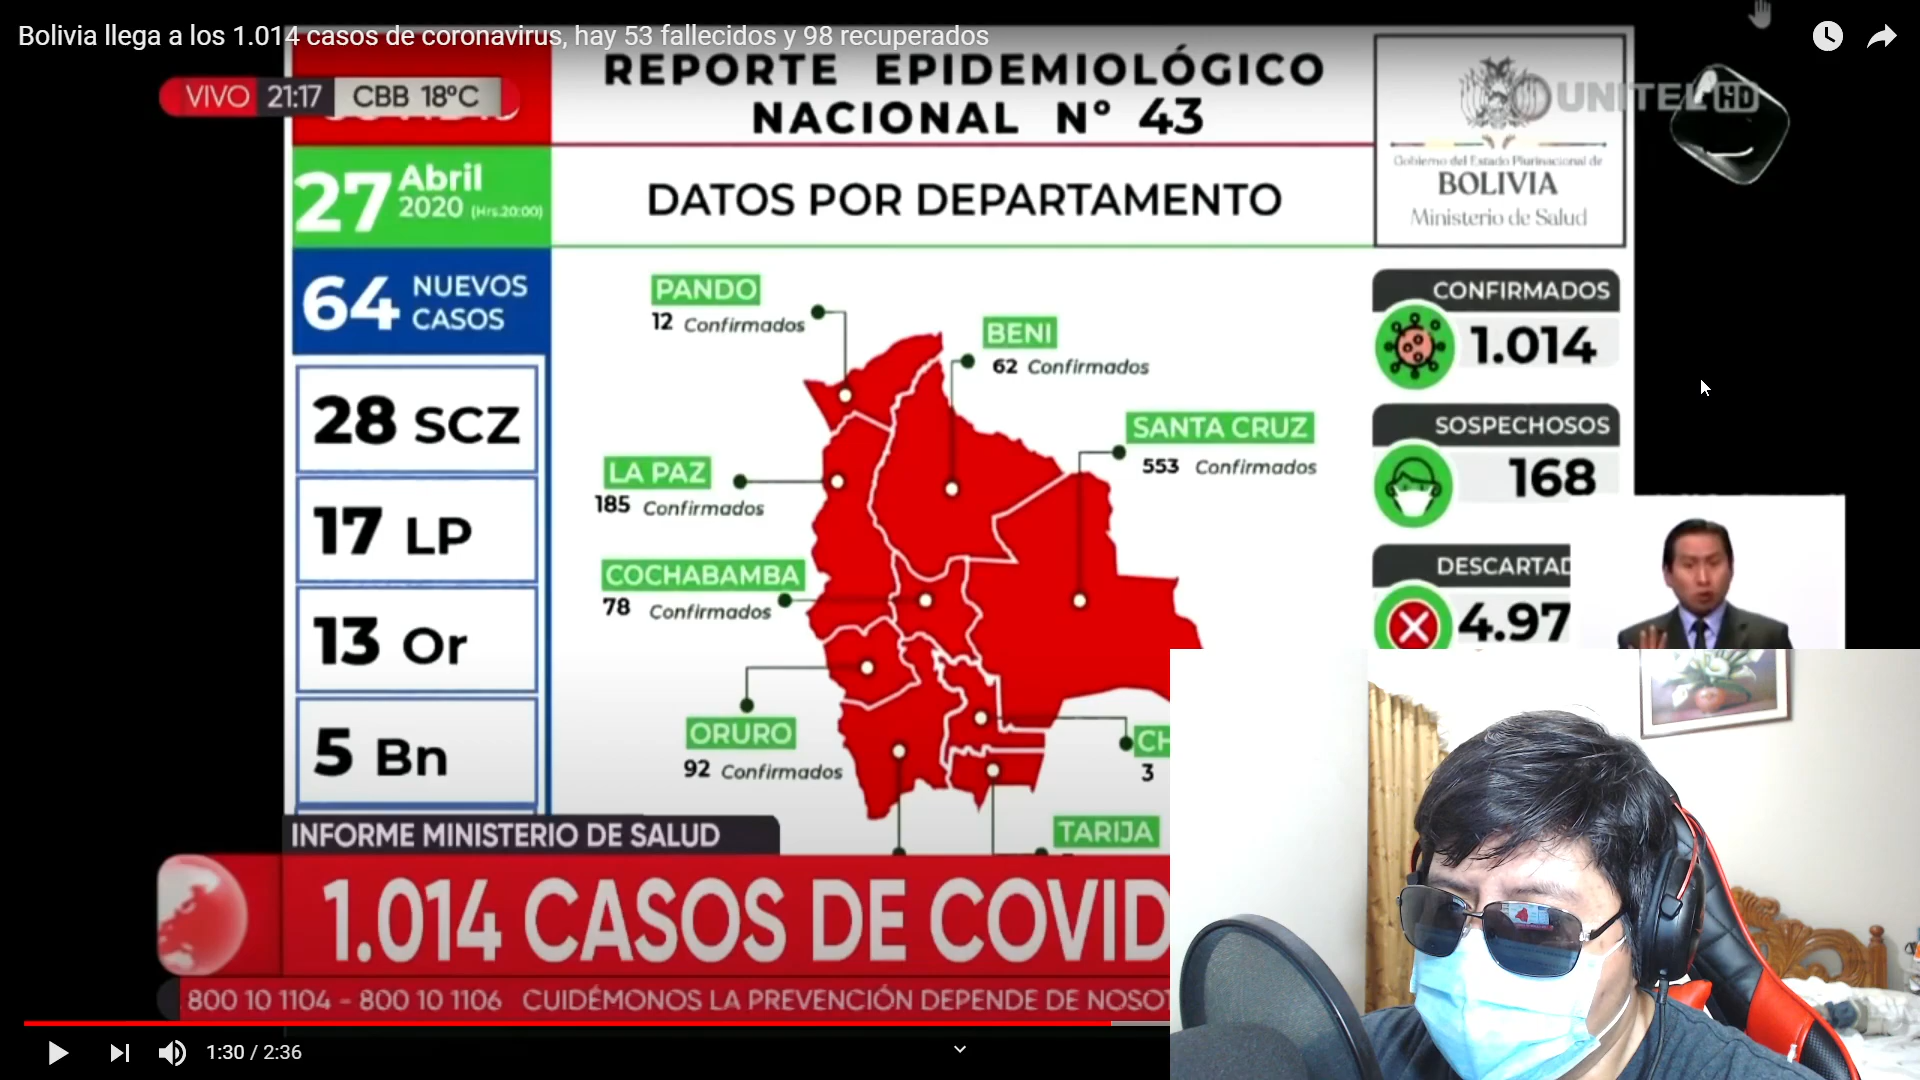 Bolivia llega a los 1.014 casos de coronavirus, hay 53 fallecidos y 98 recuperados
VIVO 21:17 CBB 18°C
REPORTE EPIDEMIOLÓGICO
NACIONAL Nº 43
UNITEL HD
27 Abril
2020 (Hrs.20:00)
DATOS POR DEPARTAMENTO
Gobierno del Estado Plurinacional de
BOLIVIA
Ministerio de Salud
64 NUEVOS
CASOS
28 SCZ
17 LP
13 Or
5 Bn
PANDO
12 Confirmados
BENI
62 Confirmados
SANTA CRUZ
553 Confirmados
LA PAZ
185 Confirmados
COCHABAMBA
78 Confirmados
ORURO
92 Confirmados
CH
3
TARIJA
CONFIRMADOS
1.014
SOSPECHOSOS
168
DESCARTAD
4.97
INFORME MINISTERIO DE SALUD
1.014 CASOS DE COVID
800 10 1104 - 800 10 1106 CUIDÉMONOS LA PREVENCIÓN DEPENDE DE NOSOT
1:30 / 2:36